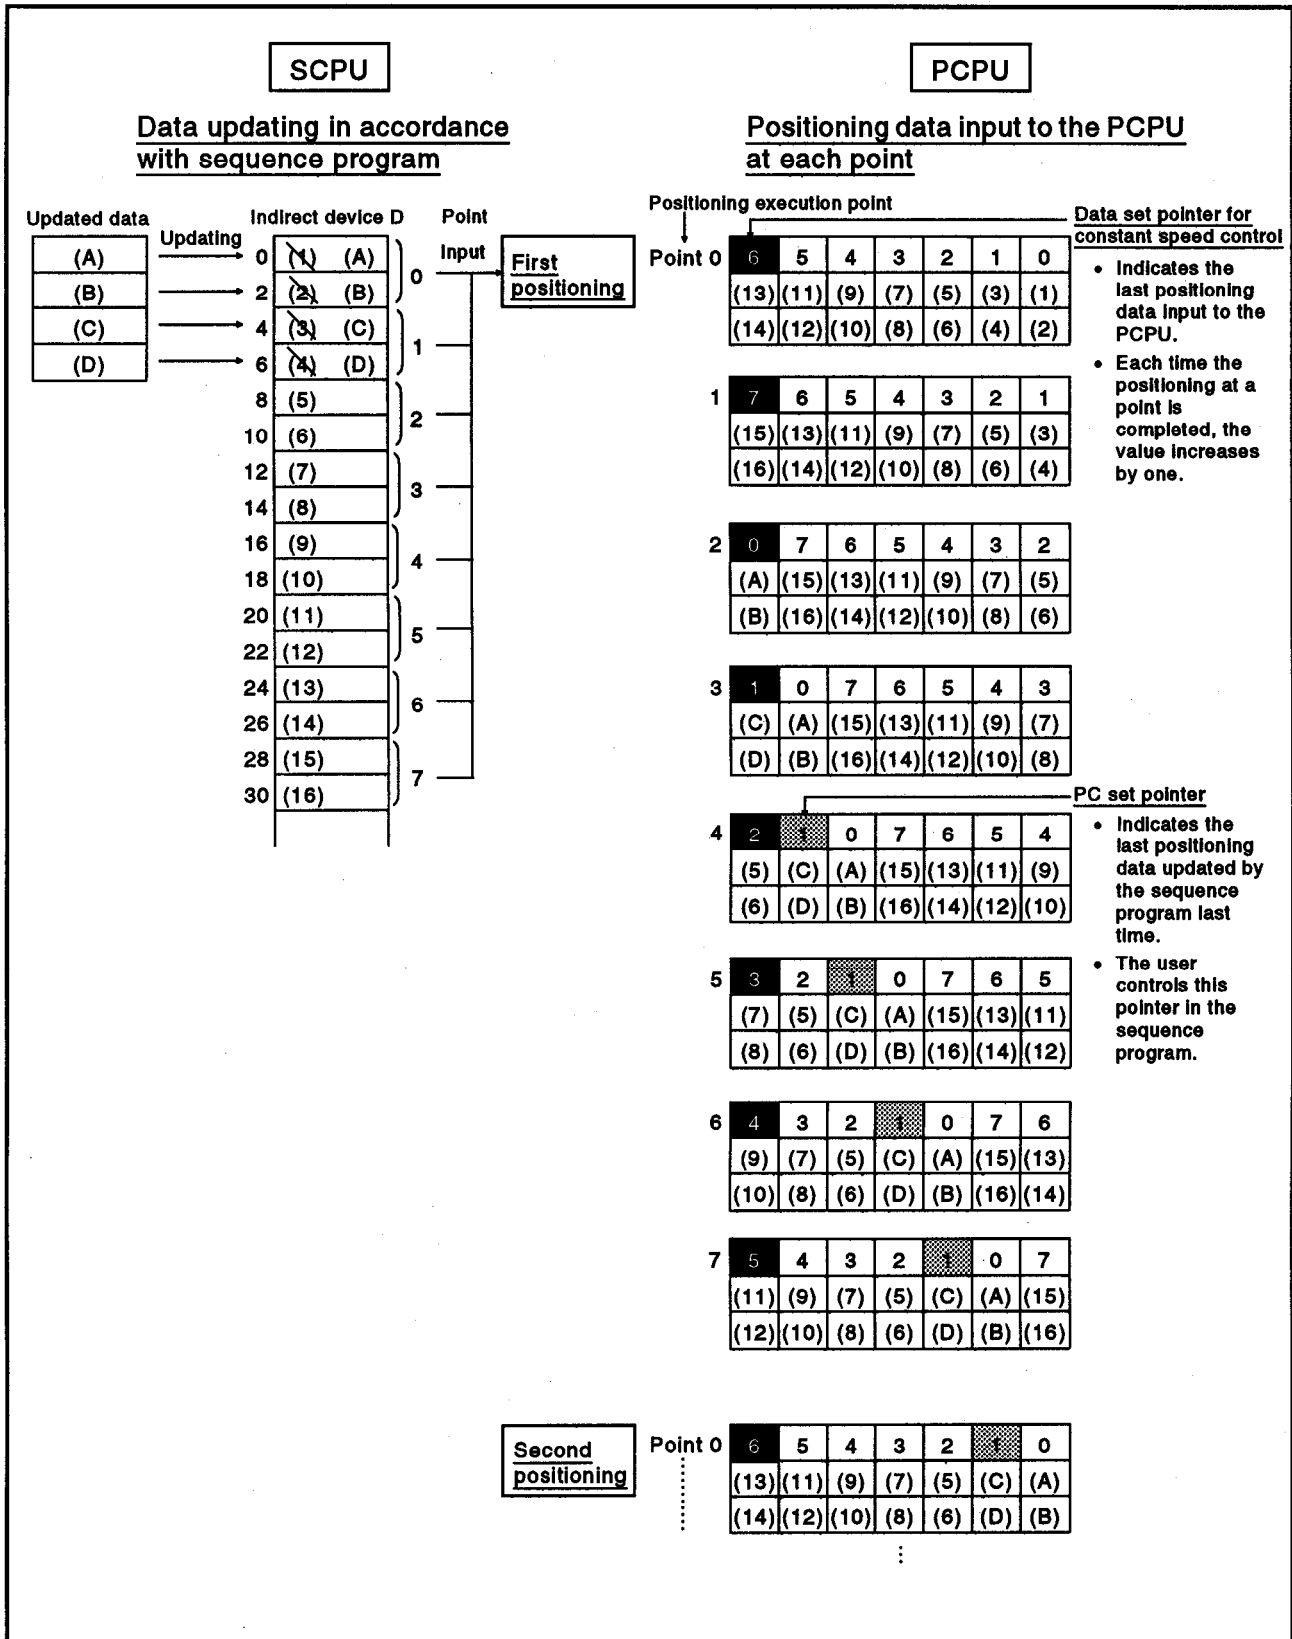 SCPU
Data updating in accordance
with sequence program
Updated data
(A)
(B)
(C)
(D)
Updating
Indirect device D
0 (1) (A)
2 (2) (B)
4 (3) (C)
6 (4) (D)
8 (5)
10 (6)
12 (7)
14 (8)
16 (9)
18 (10)
20 (11)
22 (12)
24 (13)
26 (14)
28 (15)
30 (16)
Point
0
1
2
3
4
5
6
7
Input
First
positioning
PCPU
Positioning data input to the PCPU
at each point
Positioning execution point
Point 0 6 5 4 3 2 1 0
(13) (11) (9) (7) (5) (3) (1)
(14) (12) (10) (8) (6) (4) (2)
1 7 6 5 4 3 2 1
(15) (13) (11) (9) (7) (5) (3)
(16) (14) (12) (10) (8) (6) (4)
2 0 7 6 5 4 3 2
(A) (15) (13) (11) (9) (7) (5)
(B) (16) (14) (12) (10) (8) (6)
3 1 0 7 6 5 4 3
(C) (A) (15) (13) (11) (9) (7)
(D) (B) (16) (14) (12) (10) (8)
4 2 1 0 7 6 5 4
(5) (C) (A) (15) (13) (11) (9)
(6) (D) (B) (16) (14) (12) (10)
5 3 2 1 0 7 6 5
(7) (5) (C) (A) (15) (13) (11)
(8) (6) (D) (B) (16) (14) (12)
6 4 3 2 1 0 7 6
(9) (7) (5) (C) (A) (15) (13)
(10) (8) (6) (D) (B) (16) (14)
7 5 4 3 2 1 0 7
(11) (9) (7) (5) (C) (A) (15)
(12) (10) (8) (6) (D) (B) (16)
Data set pointer for
constant speed control
• Indicates the
last positioning
data input to the
PCPU.
• Each time the
positioning at a
point is
completed, the
value increases
by one.
PC set pointer
• Indicates the
last positioning
data updated by
the sequence
program last
time.
• The user
controls this
pointer in the
sequence
program.
Second
positioning
Point 0 6 5 4 3 2 1 0
(13) (11) (9) (7) (5) (C) (A)
(14) (12) (10) (8) (6) (D) (B)